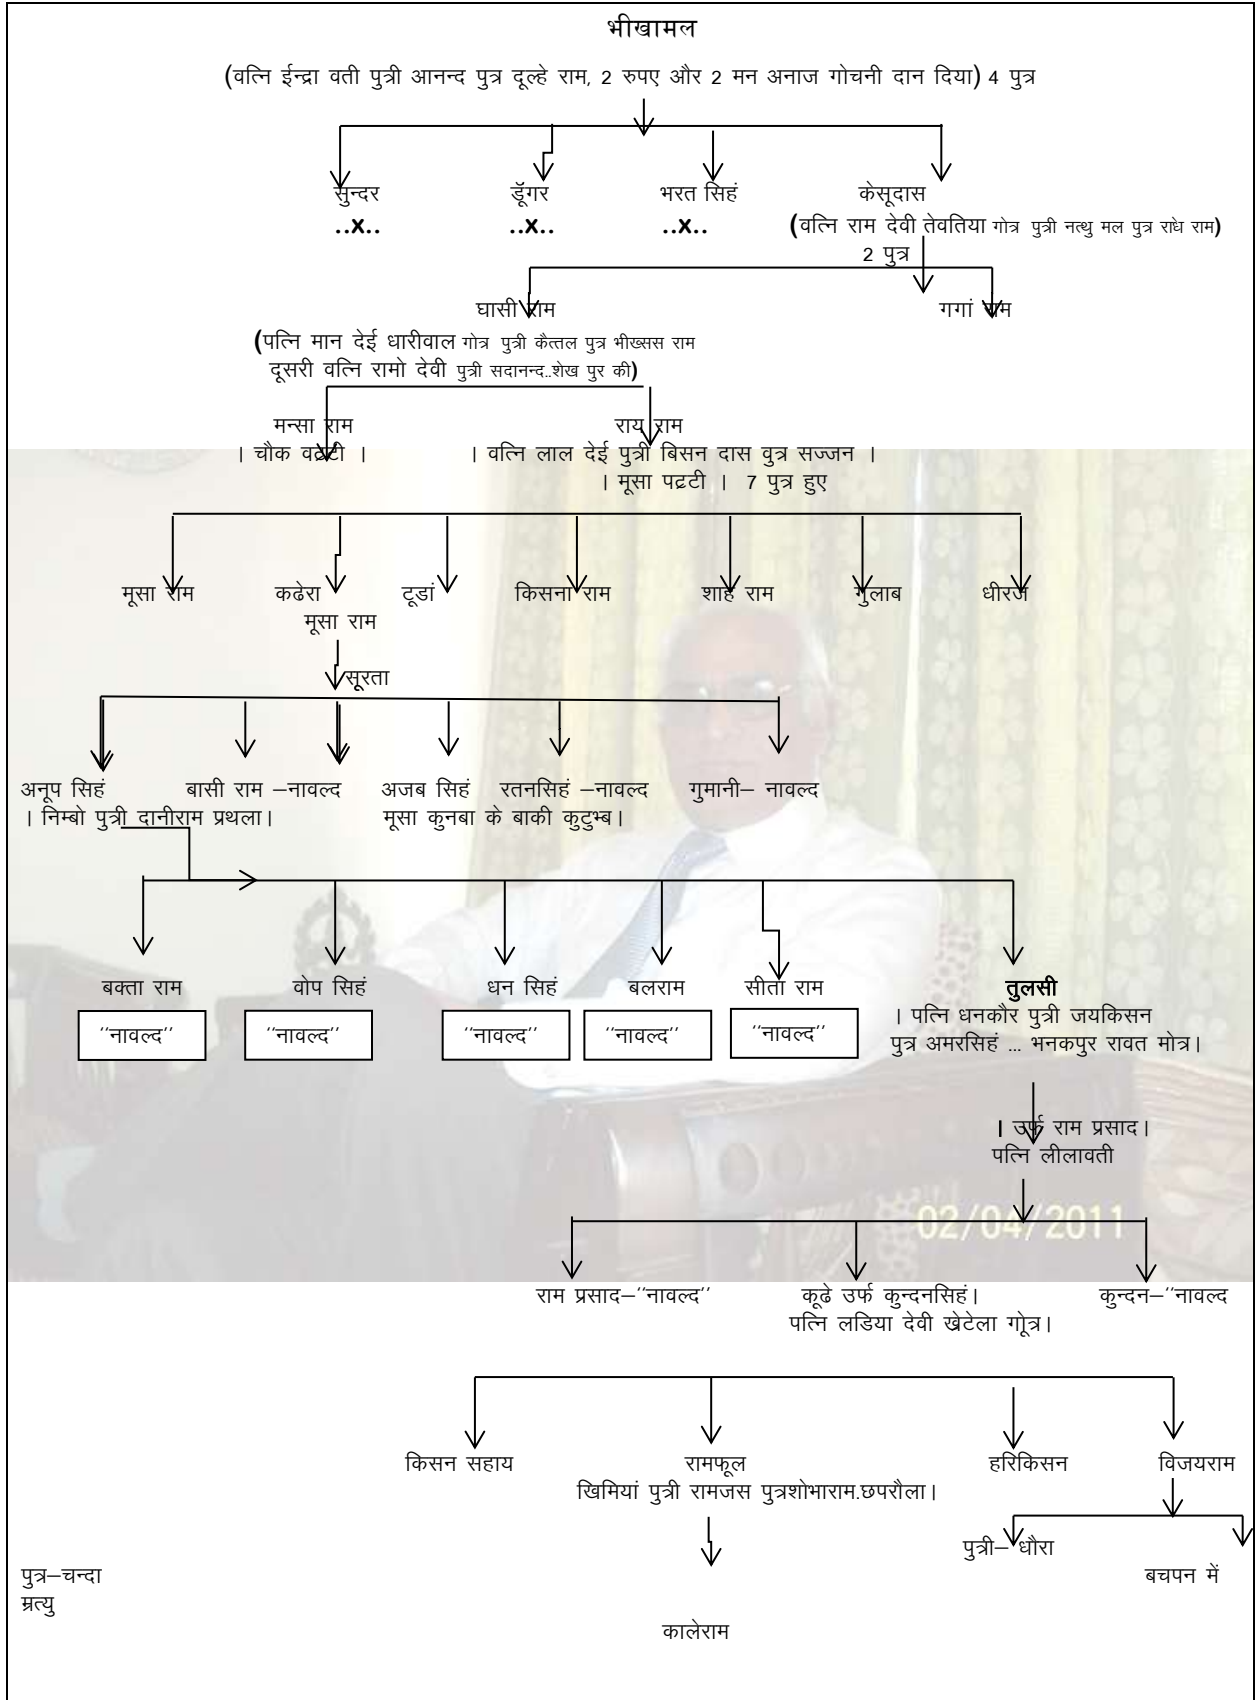 भीखामल
(वत्नि ईन्द्रा वती पुत्री आनन्द पुत्र दूल्हे राम, 2 रुपए और 2 मन अनाज गोचनी दान दिया) 4 पुत्र
सुन्दर डॅूगर भरत सिहं केसूदास
..x.. ..x.. ..x.. (वत्नि राम देवी तेवतिया गोत्र पुत्री नत्थु मल पुत्र राधे राम)
2 पुत्र
घासी राम गगां राम
(पत्नि मान देई धारीवाल गोत्र पुत्री कैत्तल पुत्र भीख्सस राम
दूसरी वत्नि रामो देवी पुत्री सदानन्द..शेख पुर की)
मन्सा राम राय राम
। चौक वढ्रटी । । वत्नि लाल देई पुत्री बिसन दास वुत्र सज्जन ।
। मूसा पढ्रटी । 7 पुत्र हुए
मूसा राम कढेरा टूडां किसना राम शाह राम गुलाब धीरज
मूसा राम
सूरता
अनूप सिहं बासी राम –नावल्द अजब सिहं रतनसिहं –नावल्द गुमानी– नावल्द
। निम्बो पुत्री दानीराम प्रथला। मूसा कुनबा के बाकी कुटुम्ब।
बक्ता राम वोप सिहं धन सिहं बलराम सीता राम तुलसी
"नावल्द" "नावल्द" "नावल्द" "नावल्द" "नावल्द" । पत्नि धनकौर पुत्री जयकिसन
पुत्र अमरसिहं ... भनकपुर रावत मोत्र।
। उर्फ राम प्रसाद।
पत्नि लीलावती
02/04/2011
राम प्रसाद–"नावल्द" कूढे उर्फ कुन्दनसिहं। कुन्दन–"नावल्द
पत्नि लडिया देवी खेटेला गोत्र।
किसन सहाय रामफूल हरिकिसन विजयराम
खिमियां पुत्री रामजस पुत्रशोभाराम.छपरौला।
पुत्री– धौरा
पुत्र–चन्दा बचपन में
म्रत्यु
कालेराम